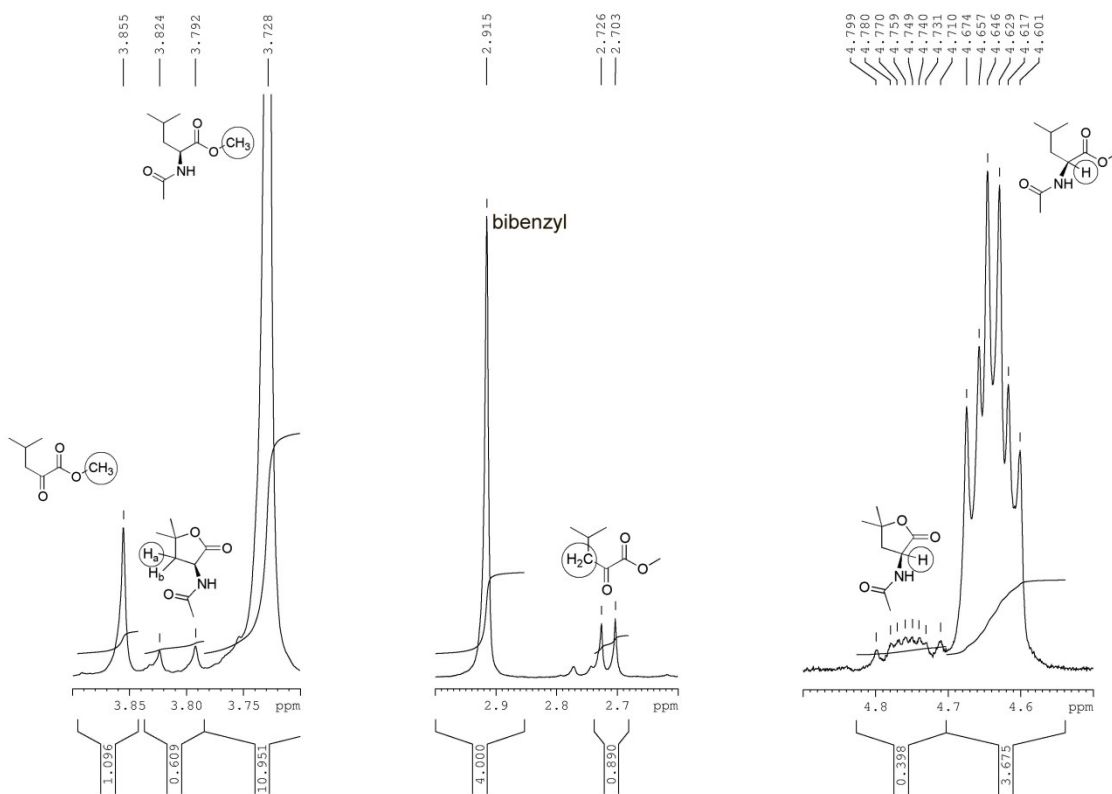 3.855
3.824
3.792
3.728
2.915
2.726
2.703
4.799
4.780
4.770
4.759
4.749
4.740
4.731
4.710
4.674
4.657
4.646
4.629
4.617
4.601
O
O
CH3
O
NH
O
O
CH3
O
O
O
Ha
Hb
NH
O
bibenzyl
H2C
O
O
O
O
O
H
O
NH
O
O
H
O
NH
3.85
3.80
3.75
ppm
2.9
2.8
2.7
ppm
4.8
4.7
4.6
ppm
1.096
0.609
10.951
4.000
0.890
0.398
3.675